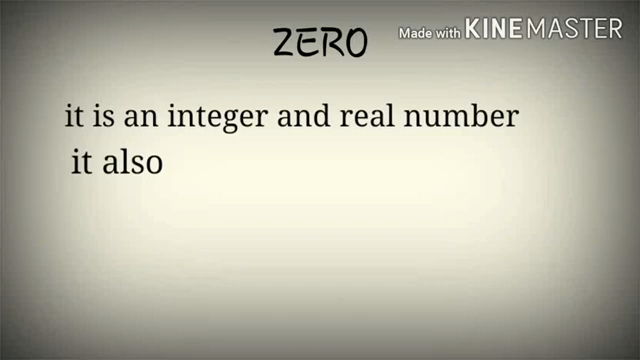 ZERO
Made with KINEMASTER
it is an integer and real number
it also